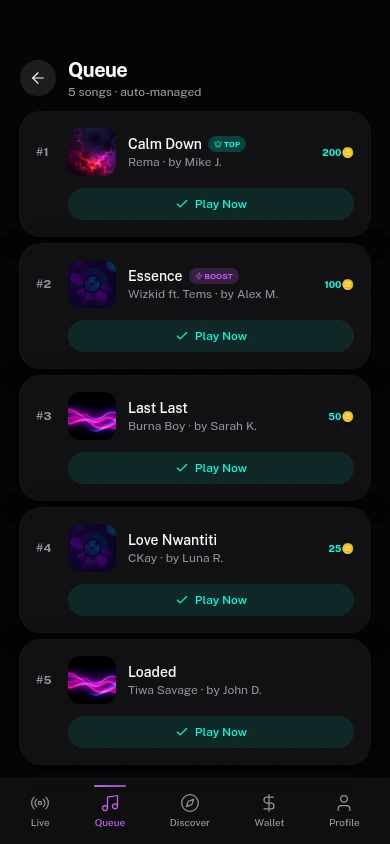 Queue
5 songs · auto-managed
#1
Calm Down TOP
Rema · by Mike J.
200
Play Now
#2
Essence BOOST
Wizkid ft. Tems · by Alex M.
100
Play Now
#3
Last Last
Burna Boy · by Sarah K.
50
Play Now
#4
Love Nwantiti
CKay · by Luna R.
25
Play Now
#5
Loaded
Tiwa Savage · by John D.
Play Now
Live Queue Discover Wallet Profile